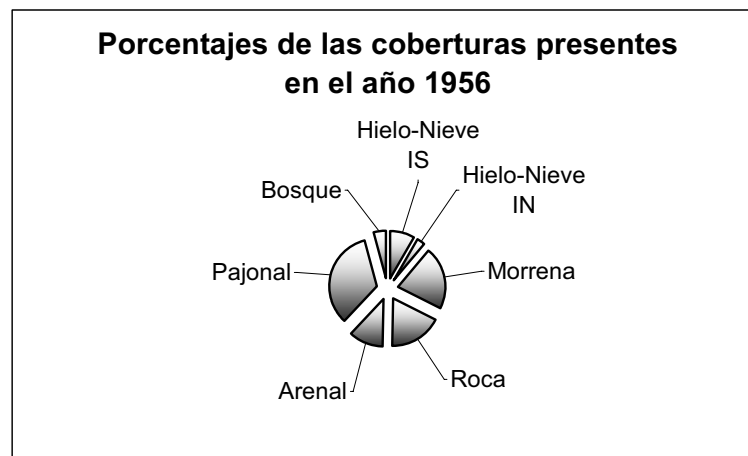 Porcentajes de las coberturas presentes
en el año 1956
Hielo-Nieve
IS
Hielo-Nieve
IN
Bosque
Pajonal
Morrena
Arenal
Roca